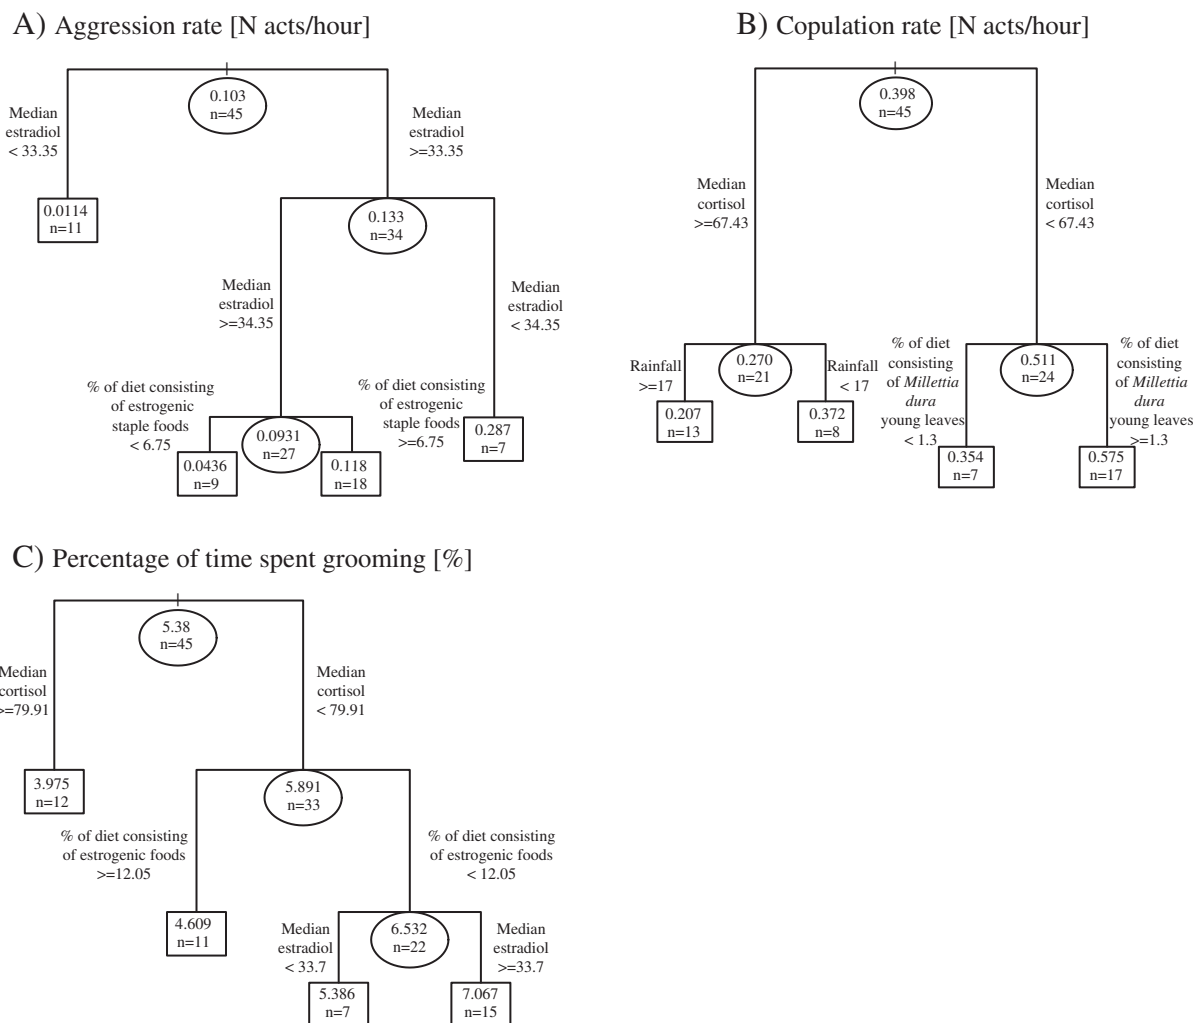 A) Aggression rate [N acts/hour]
0.103
n=45
Median
estradiol
< 33.35
Median
estradiol
>=33.35
0.0114
n=11
0.133
n=34
Median
estradiol
>=34.35
Median
estradiol
< 34.35
% of diet consisting
of estrogenic
staple foods
< 6.75
% of diet consisting
of estrogenic
staple foods
>=6.75
0.0931
n=27
0.287
n=7
0.0436
n=9
0.118
n=18
B) Copulation rate [N acts/hour]
0.398
n=45
Median
cortisol
>=67.43
Median
cortisol
< 67.43
Rainfall
>=17
0.270
n=21
Rainfall
< 17
% of diet
consisting
of Millettia
dura
young leaves
< 1.3
0.511
n=24
% of diet
consisting
of Millettia
dura
young leaves
>=1.3
0.207
n=13
0.372
n=8
0.354
n=7
0.575
n=17
C) Percentage of time spent grooming [%]
5.38
n=45
Median
cortisol
>=79.91
Median
cortisol
< 79.91
3.975
n=12
5.891
n=33
% of diet consisting
of estrogenic foods
>=12.05
% of diet consisting
of estrogenic foods
< 12.05
4.609
n=11
6.532
n=22
Median
estradiol
< 33.7
Median
estradiol
>=33.7
5.386
n=7
7.067
n=15